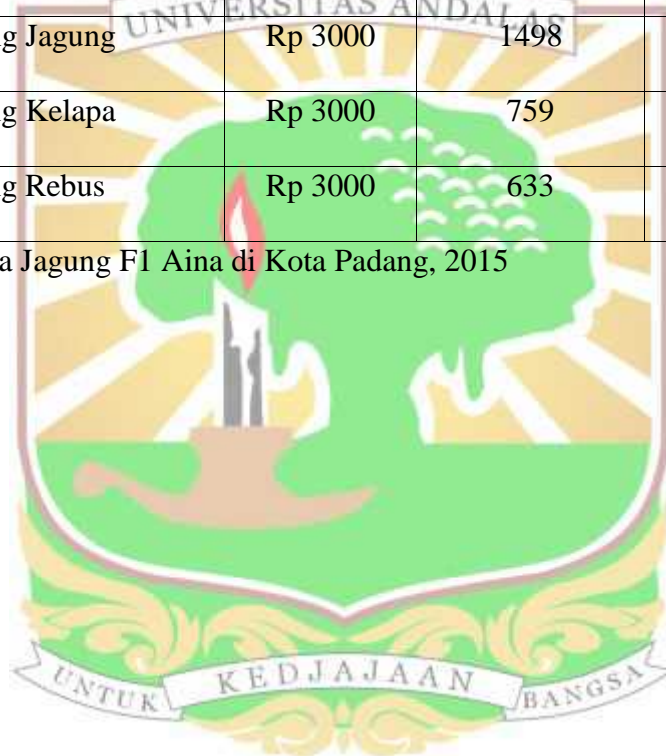 UNIVERSITAS ANDALAS
g Jagung Rp 3000 1498
g Kelapa Rp 3000 759
g Rebus Rp 3000 633
a Jagung F1 Aina di Kota Padang, 2015
UNTUK KEDJAJAAN BANGSA